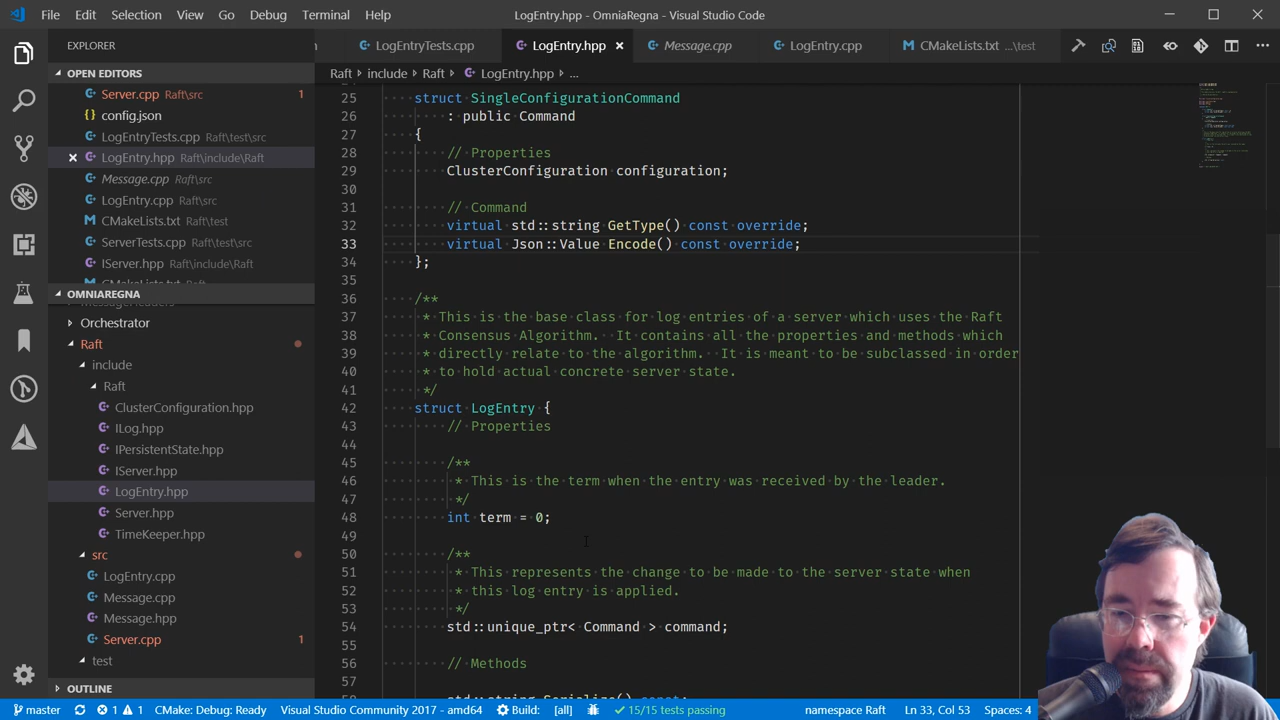 File Edit Selection View Go Debug Terminal Help LogEntry.hpp - OmniaRegna - Visual Studio Code
EXPLORER
OPEN EDITORS
Server.cpp Raft\src 1
config.json
LogEntryTests.cpp Raft\test\src
LogEntry.hpp Raft\include\Raft
Message.cpp Raft\src
LogEntry.cpp Raft\src
CMakeLists.txt Raft\test
ServerTests.cpp Raft\test\src
IServer.hpp Raft\include\Raft
CMakeLists.txt Raft
OMNIAREGNA
MessageHeaders
Orchestrator
Raft
include
Raft
ClusterConfiguration.hpp
ILog.hpp
IPersistentState.hpp
IServer.hpp
LogEntry.hpp
Server.hpp
TimeKeeper.hpp
src
LogEntry.cpp
Message.cpp
Message.hpp
Server.cpp 1
test
OUTLINE
LogEntryTests.cpp LogEntry.hpp Message.cpp LogEntry.cpp CMakeLists.txt ...\test
Raft include Raft LogEntry.hpp ...
25 struct SingleConfigurationCommand
26 : public Command
27 {
28 // Properties
29 ClusterConfiguration configuration;
30
31 // Command
32 virtual std::string GetType() const override;
33 virtual Json::Value Encode() const override;
34 };
35
36 /**
37 * This is the base class for log entries of a server which uses the Raft
38 * Consensus Algorithm. It contains all the properties and methods which
39 * directly relate to the algorithm. It is meant to be subclassed in order
40 * to hold actual concrete server state.
41 */
42 struct LogEntry {
43 // Properties
44
45 /**
46 * This is the term when the entry was received by the leader.
47 */
48 int term = 0;
49
50 /**
51 * This represents the change to be made to the server state when
52 * this log entry is applied.
53 */
54 std::unique_ptr< Command > command;
55
56 // Methods
57
58 std::string Serialize() const;
master 1 1 CMake: Debug: Ready Visual Studio Community 2017 - amd64 Build: [all] 15/15 tests passing namespace Raft Ln 33, Col 53 Spaces: 4